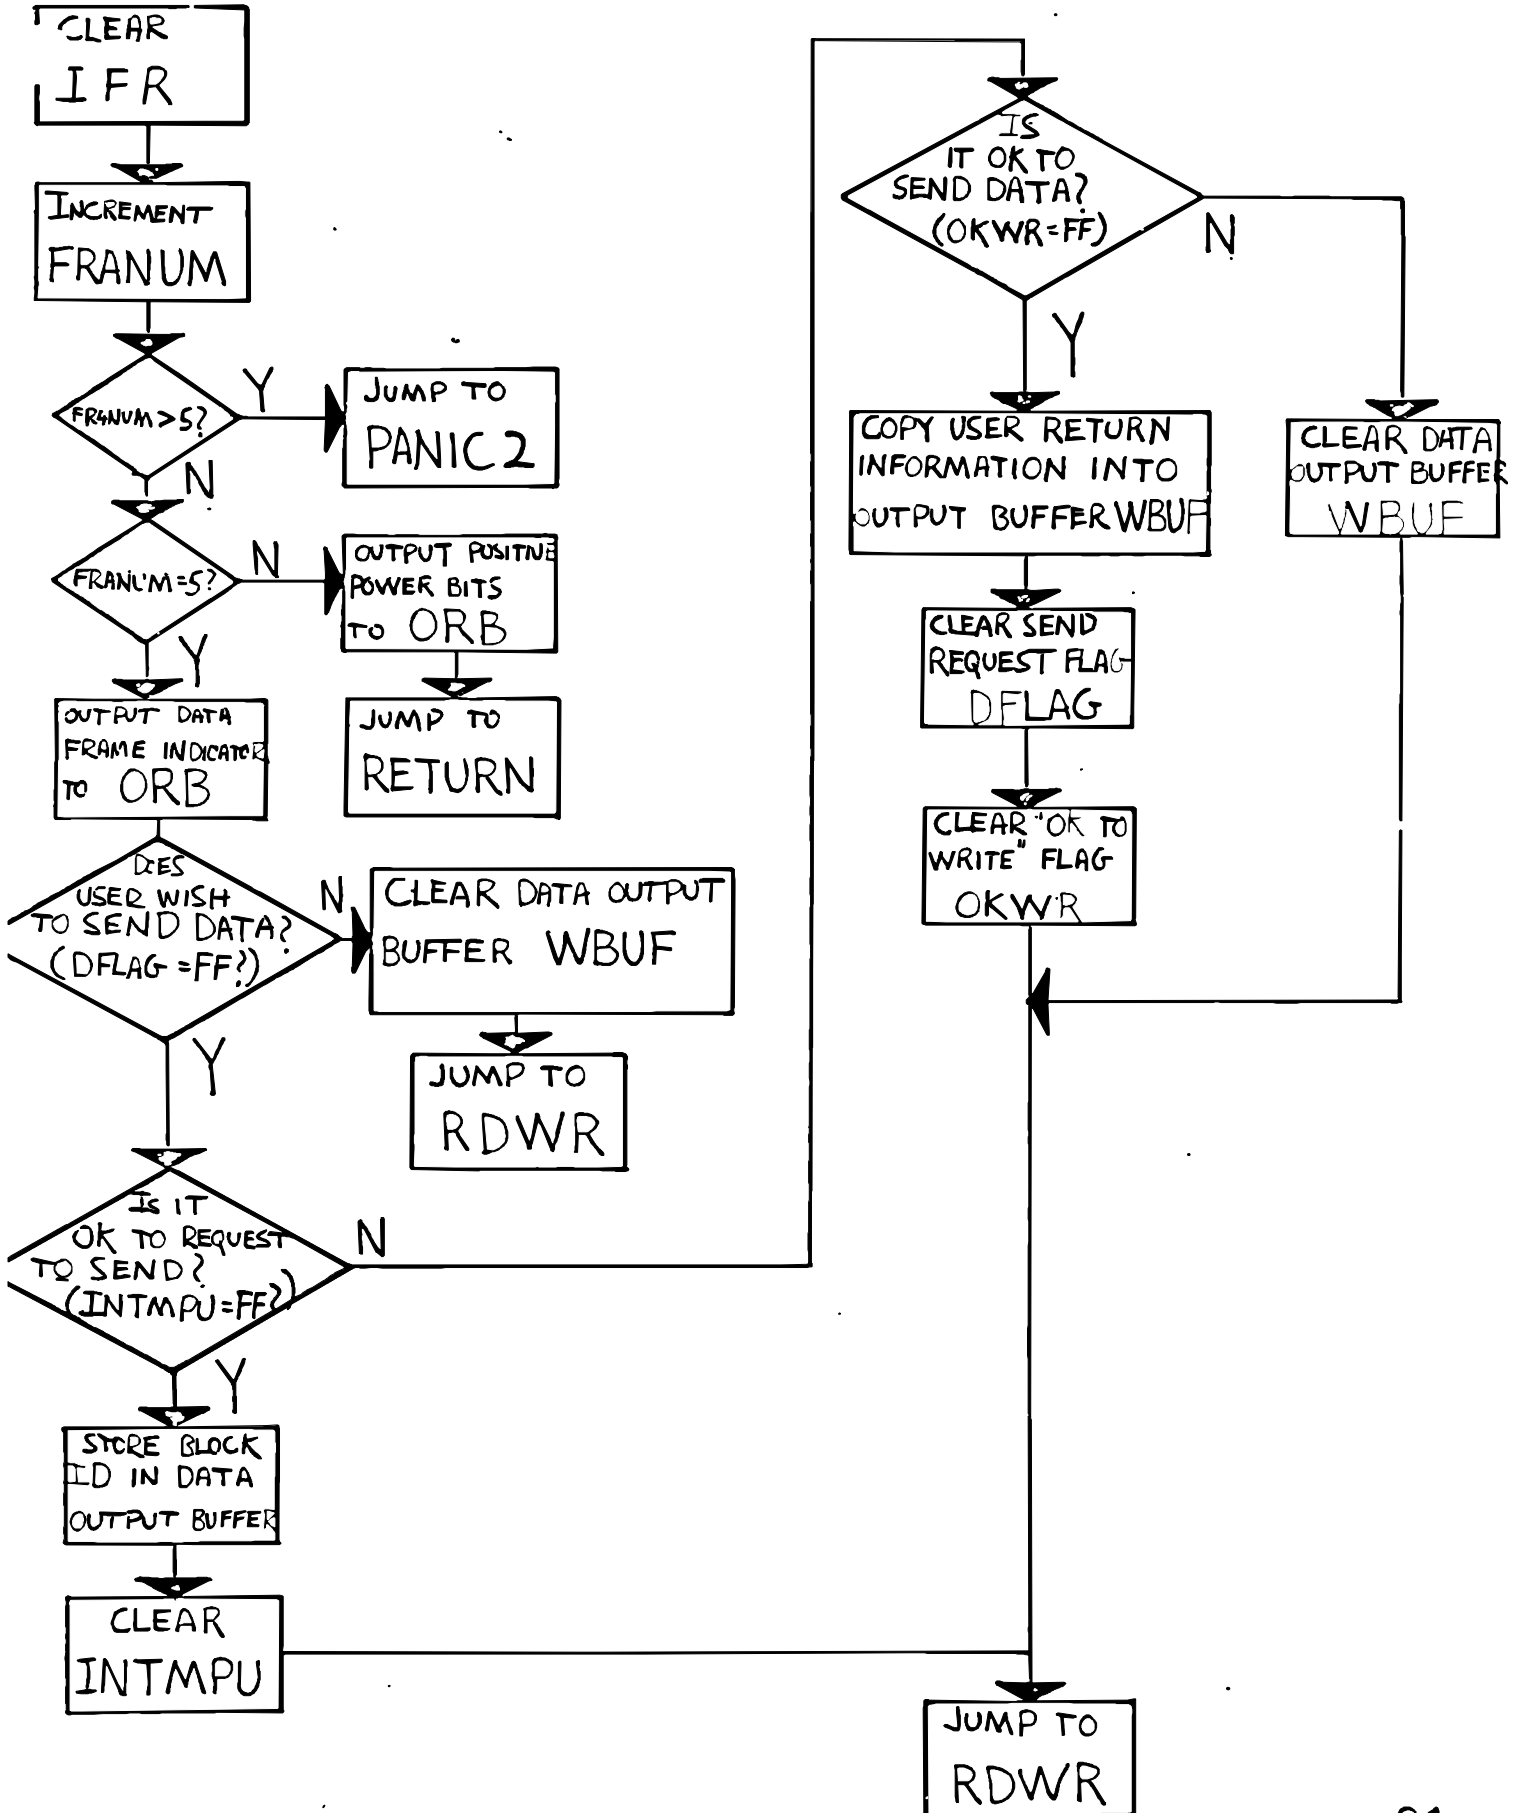 CLEAR
IFR
INCREMENT
FRANUM
FRANUM > 5?
Y
N
JUMP TO
PANIC 2
FRANUM=5?
N
Y
OUTPUT POSITIVE
POWER BITS
TO ORB
JUMP TO
RETURN
OUTPUT DATA
FRAME INDICATOR
TO ORB
DOES
USER WISH
TO SEND DATA?
(DFLAG=FF?)
N
Y
CLEAR DATA OUTPUT
BUFFER WBUF
JUMP TO
RDWR
IS IT
OK TO REQUEST
TO SEND?
(INTMPU=FF?)
N
Y
STORE BLOCK
ID IN DATA
OUTPUT BUFFER
CLEAR
INTMPU
IS
IT OK TO
SEND DATA?
(OKWR=FF)
N
Y
COPY USER RETURN
INFORMATION INTO
OUTPUT BUFFER WBUF
CLEAR DATA
OUTPUT BUFFER
WBUF
CLEAR SEND
REQUEST FLAG
DFLAG
CLEAR "OK TO
WRITE" FLAG
OKWR
JUMP TO
RDWR